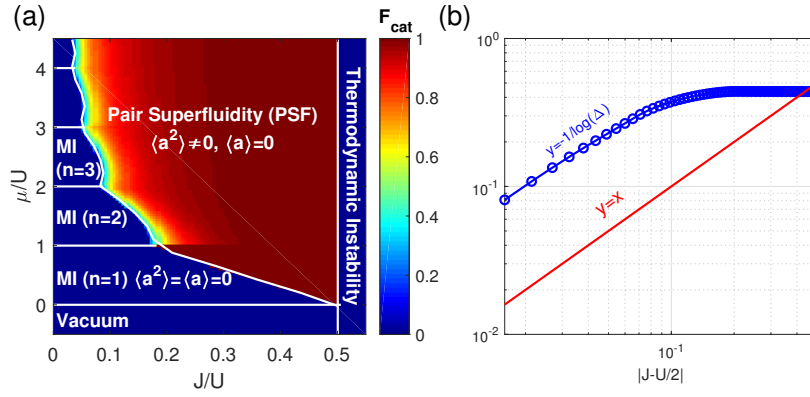 (a)
F_cat
4
3
2
1
0
μ/U
Pair Superfluidity (PSF)
⟨a²⟩≠0, ⟨a⟩=0
MI
(n=3)
MI (n=2)
MI (n=1) ⟨a²⟩=⟨a⟩=0
Vacuum
Thermodynamic Instability
0 0.1 0.2 0.3 0.4 0.5
J/U
1
0.8
0.6
0.4
0.2
0
(b)
10⁰
10⁻¹
10⁻²
y=-1/log(Δ)
y=x
10⁻¹
|J-U/2|